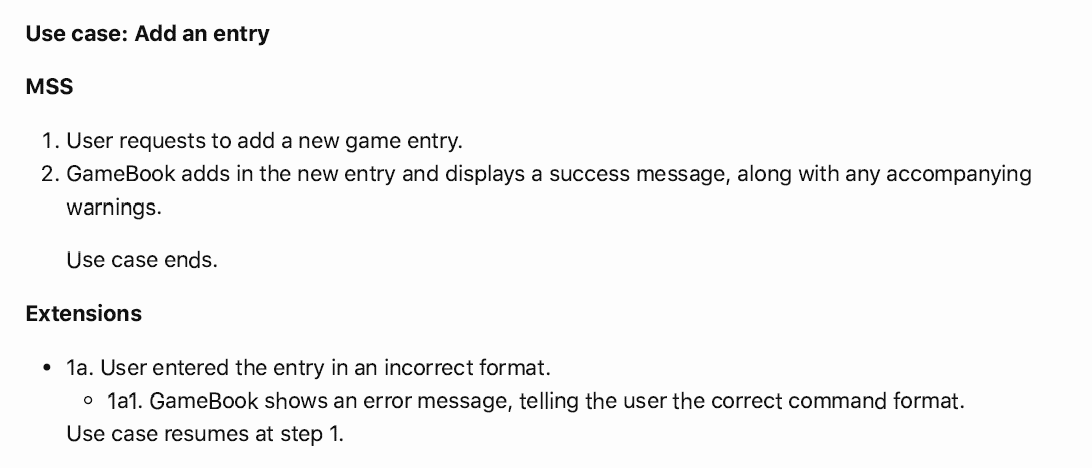 Use case: Add an entry
MSS
1. User requests to add a new game entry.
2. GameBook adds in the new entry and displays a success message, along with any accompanying
warnings.
Use case ends.
Extensions
• 1a. User entered the entry in an incorrect format.
◦ 1a1. GameBook shows an error message, telling the user the correct command format.
Use case resumes at step 1.